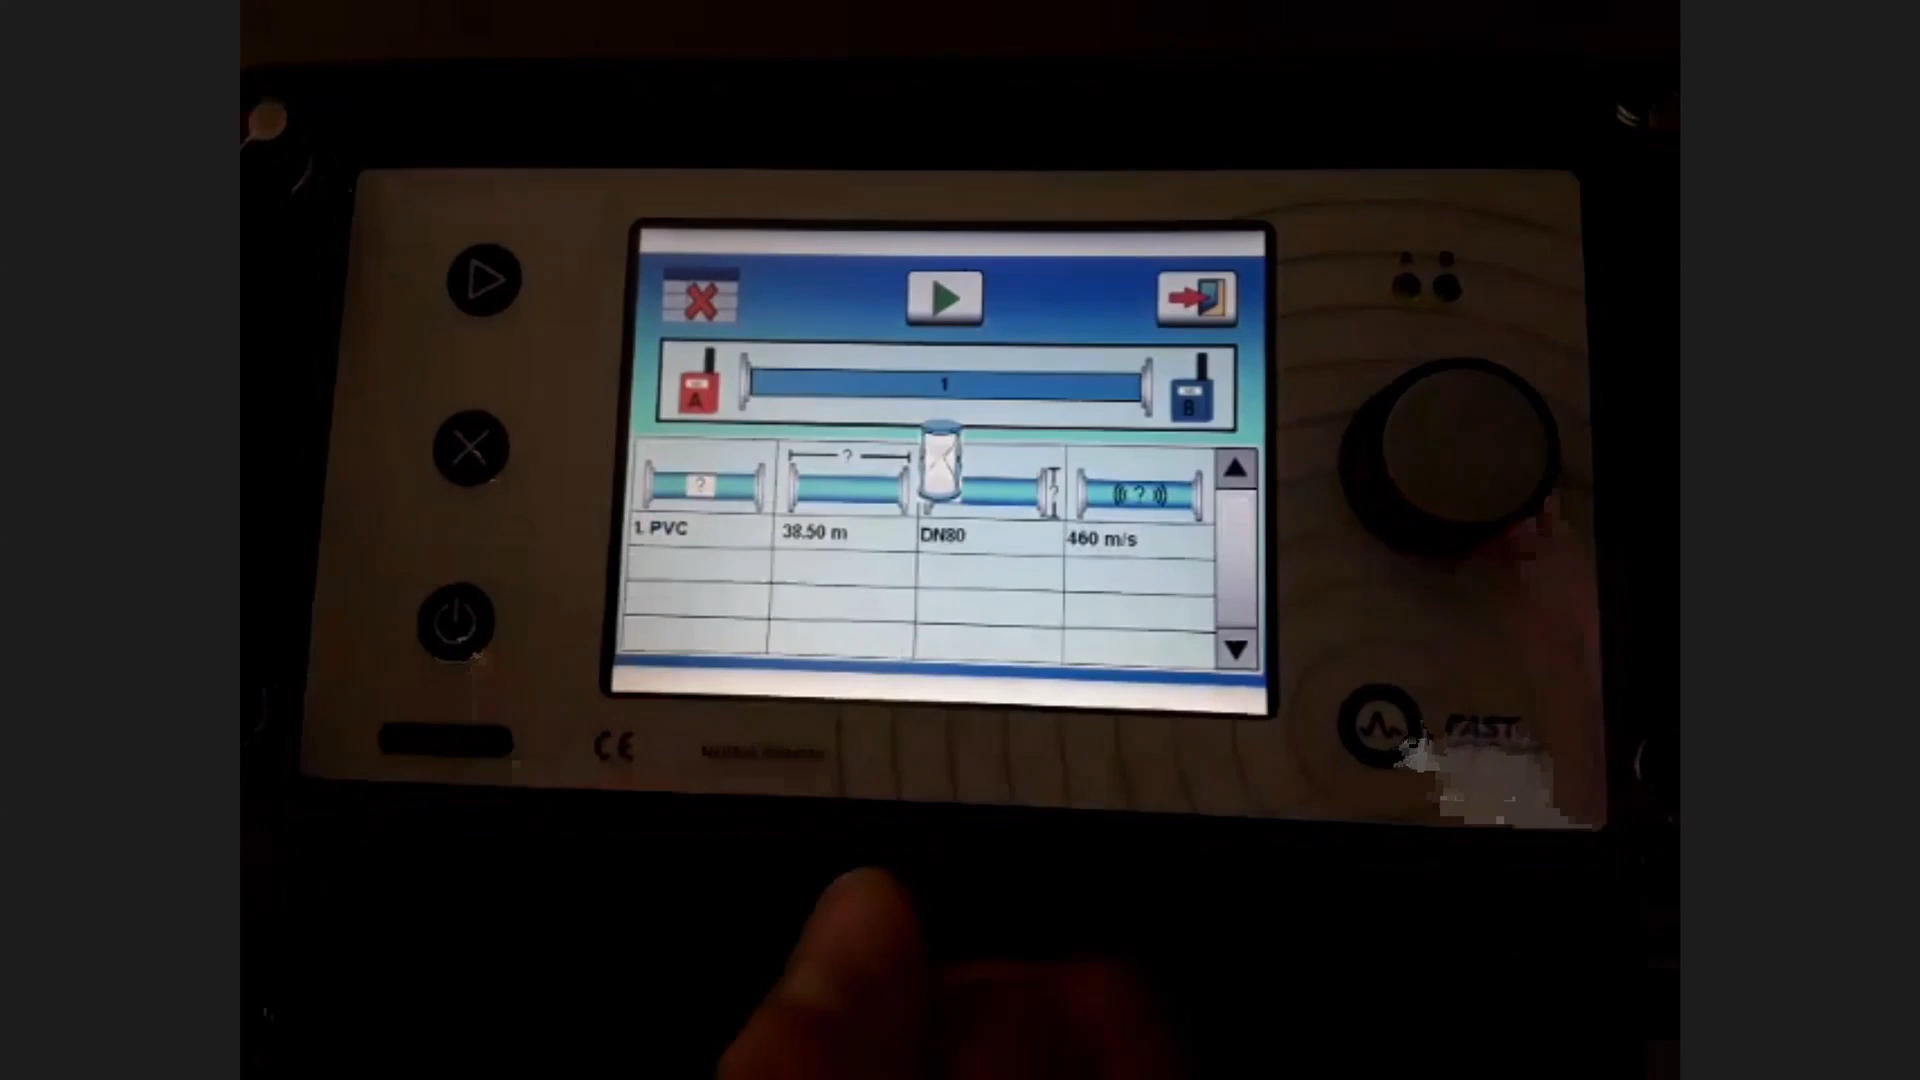 A
1
B
?
?
?
((?))
1. PVC
38.50 m
DN80
460 m/s
CE
FAST